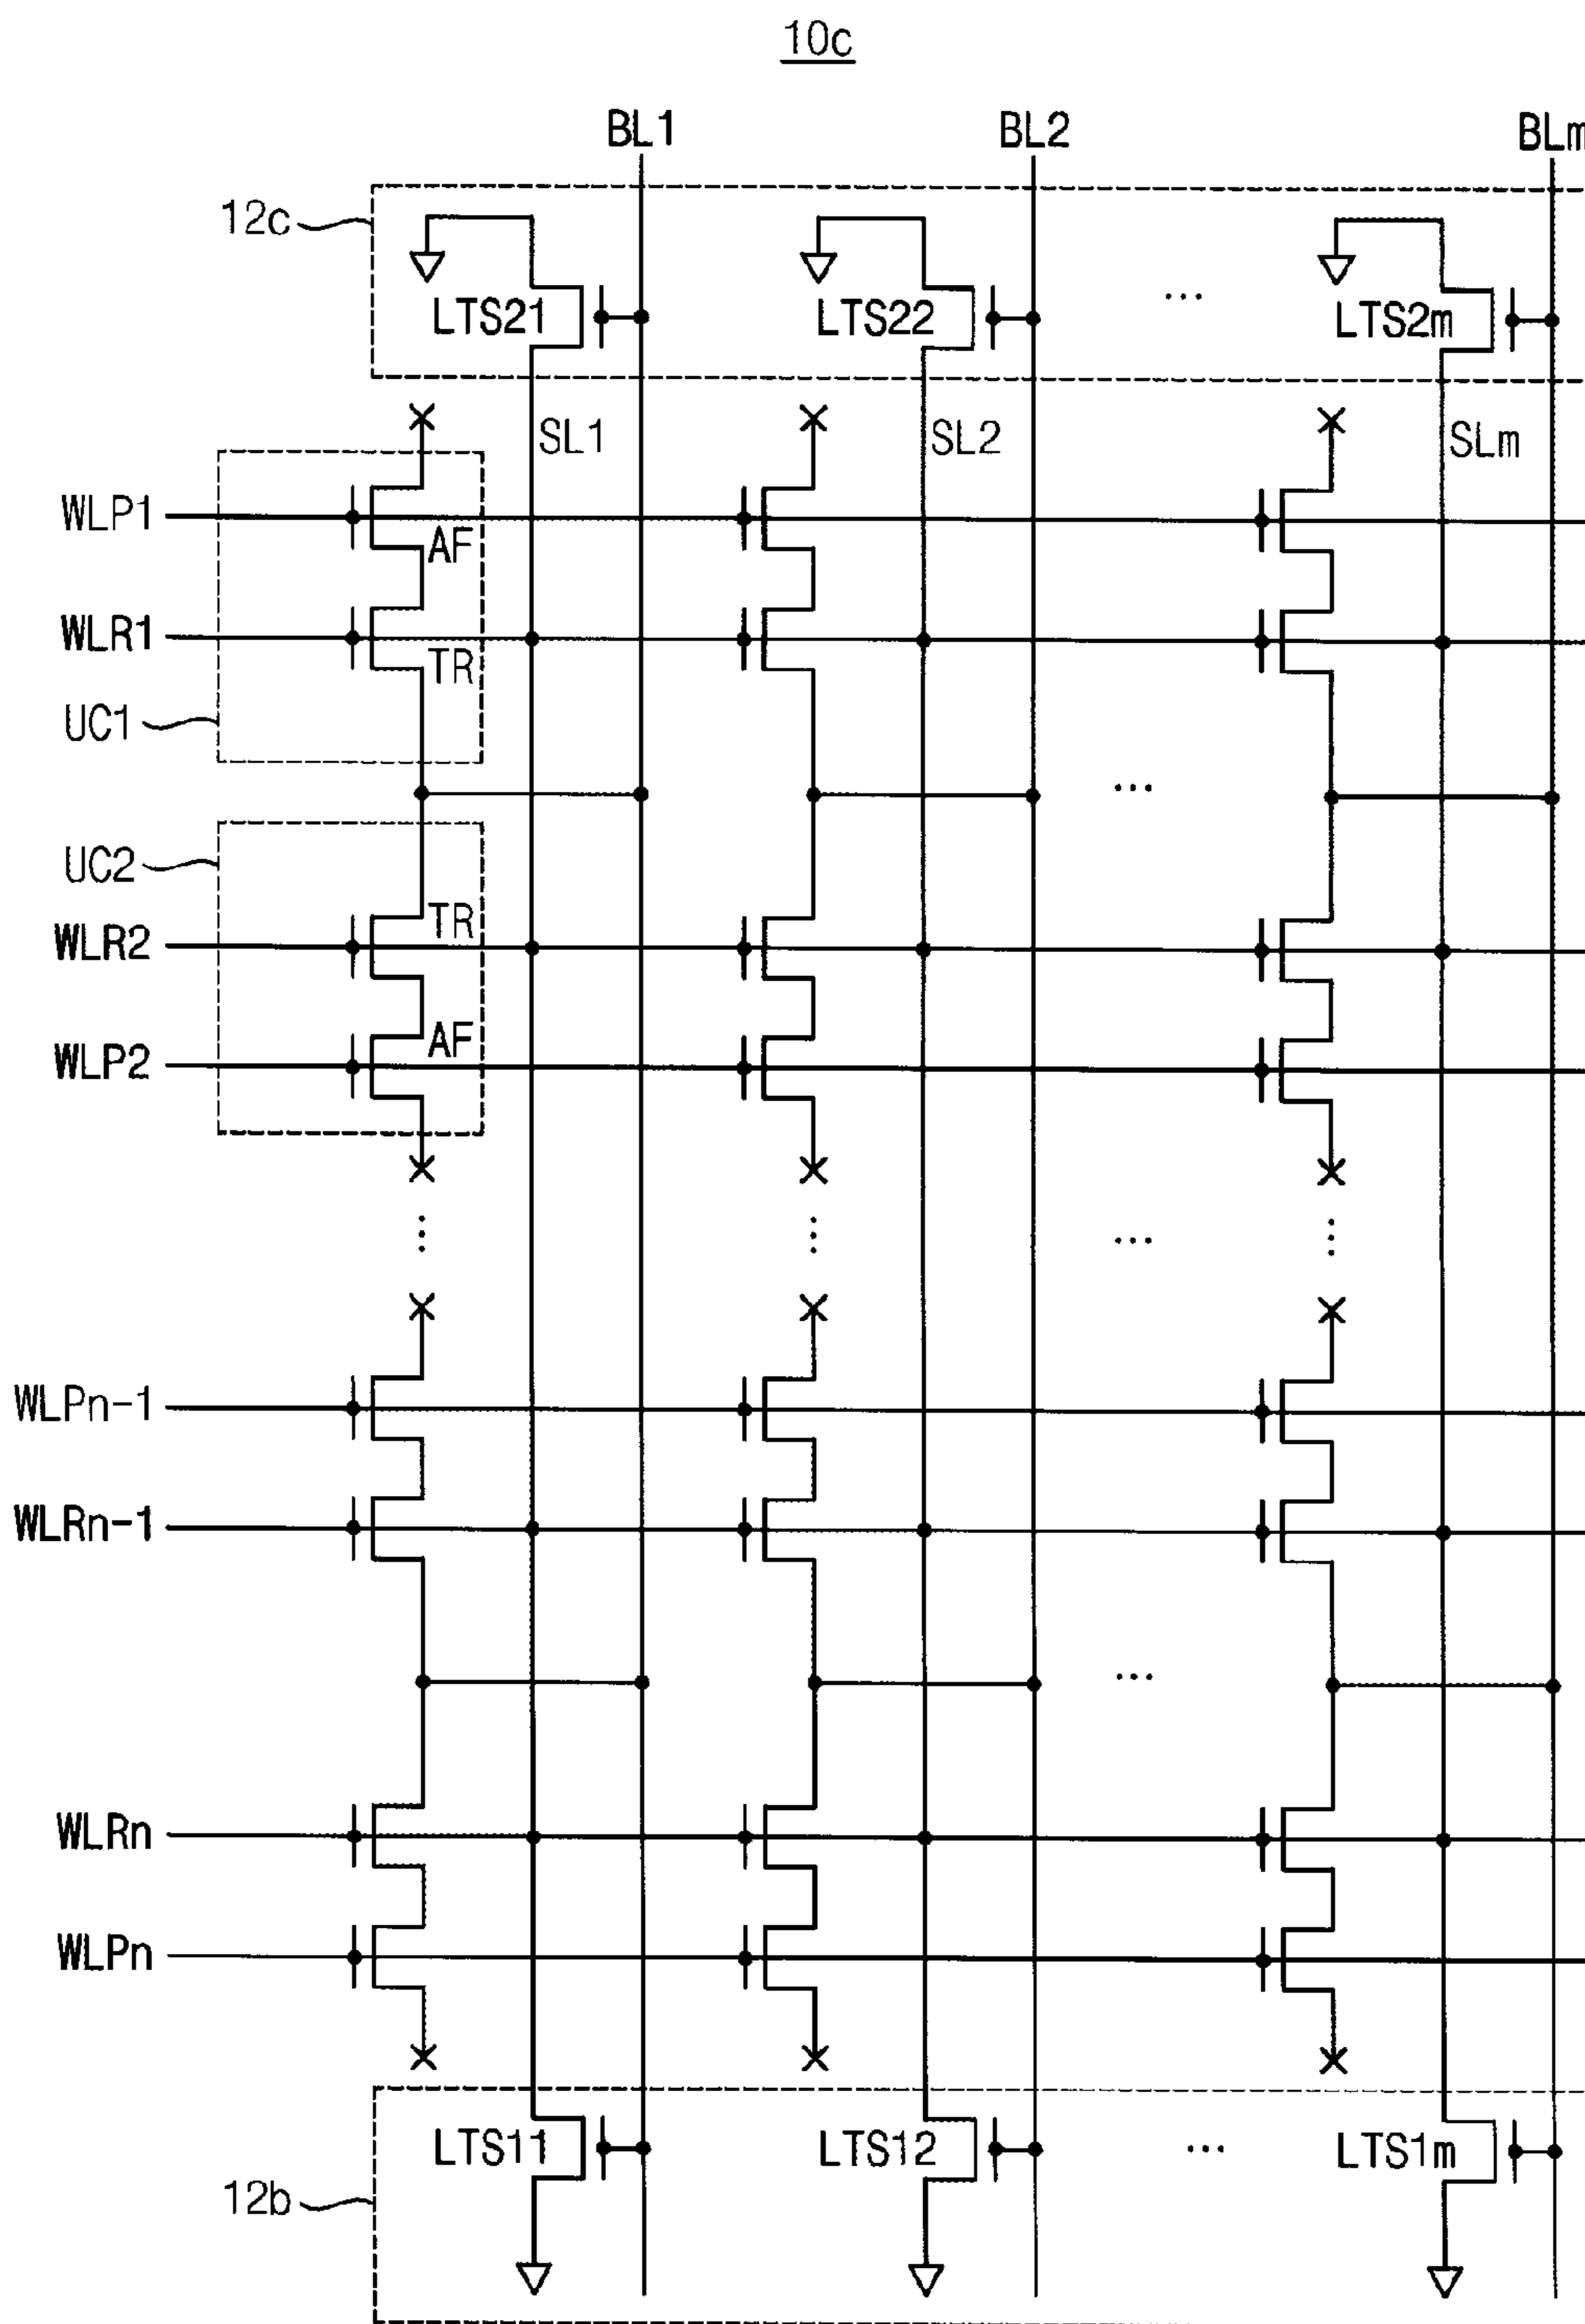 10c
BL1 BL2 BLm
12c
LTS21 LTS22 ... LTS2m
SL1 SL2 SLm
WLP1
AF
WLR1
TR
UC1
...
UC2
TR
WLR2
AF
WLP2
... ... ... ...
WLPn-1
WLRn-1
...
WLRn
WLPn
LTS11 LTS12 ... LTS1m
12b